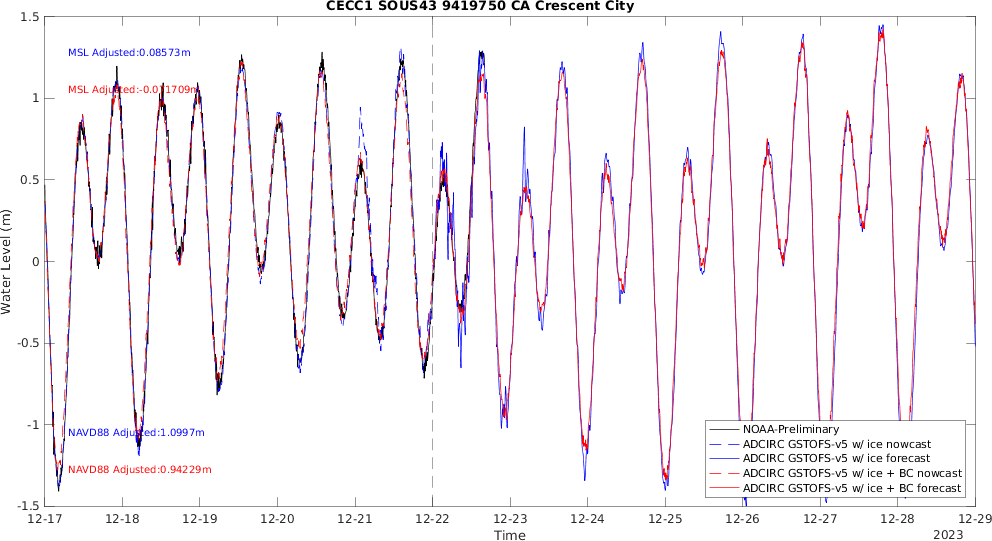 CECC1 SOUS43 9419750 CA Crescent City
1.5
1
0.5
0
-0.5
-1
-1.5
Water Level (m)
MSL Adjusted:0.08573m
MSL Adjusted:-0.071709m
NAVD88 Adjusted:1.0997m
NAVD88 Adjusted:0.94229m
NOAA-Preliminary
ADCIRC GSTOFS-v5 w/ ice nowcast
ADCIRC GSTOFS-v5 w/ ice forecast
ADCIRC GSTOFS-v5 w/ ice + BC nowcast
ADCIRC GSTOFS-v5 w/ ice + BC forecast
12-17 12-18 12-19 12-20 12-21 12-22 12-23 12-24 12-25 12-26 12-27 12-28 12-29
Time
2023